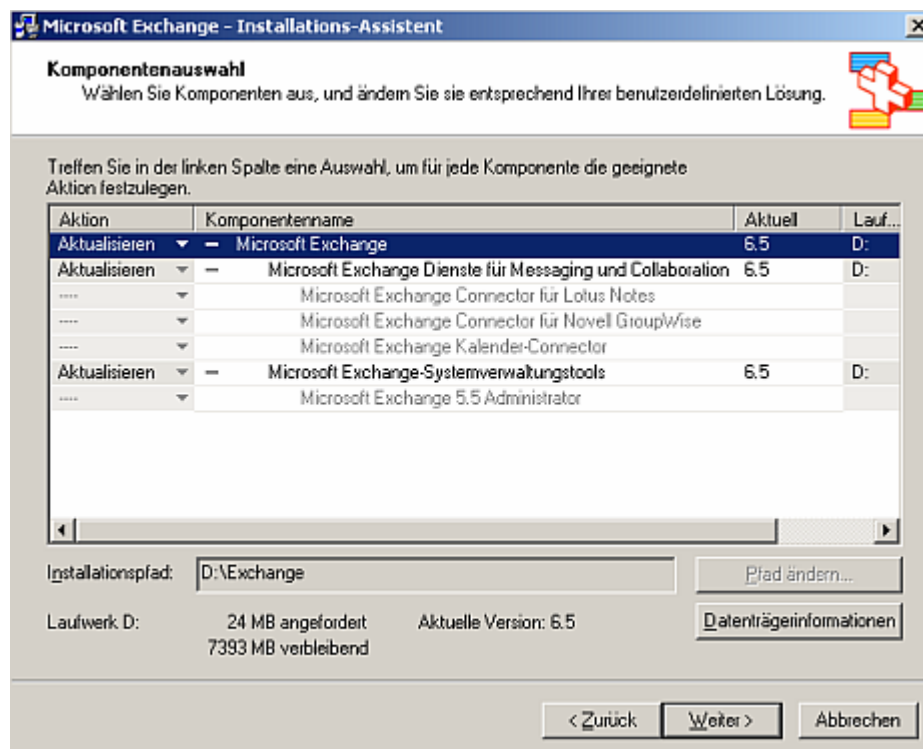 Microsoft Exchange - Installations-Assistent
Komponentenauswahl
Wählen Sie Komponenten aus, und ändern Sie sie entsprechend Ihrer benutzerdefinierten Lösung.
Treffen Sie in der linken Spalte eine Auswahl, um für jede Komponente die geeignete
Aktion festzulegen.
Aktion Komponentenname Aktuell Lauf...
Aktualisieren Microsoft Exchange 6.5 D:
Aktualisieren Microsoft Exchange Dienste für Messaging und Collaboration 6.5 D:
---- Microsoft Exchange Connector für Lotus Notes
---- Microsoft Exchange Connector für Novell GroupWise
---- Microsoft Exchange Kalender-Connector
Aktualisieren Microsoft Exchange-Systemverwaltungstools 6.5 D:
---- Microsoft Exchange 5.5 Administrator
Installationspfad: D:\Exchange Pfad ändern...
Laufwerk D: 24 MB angefordert Aktuelle Version: 6.5 Datenträgerinformationen
7393 MB verbleibend
< Zurück Weiter > Abbrechen